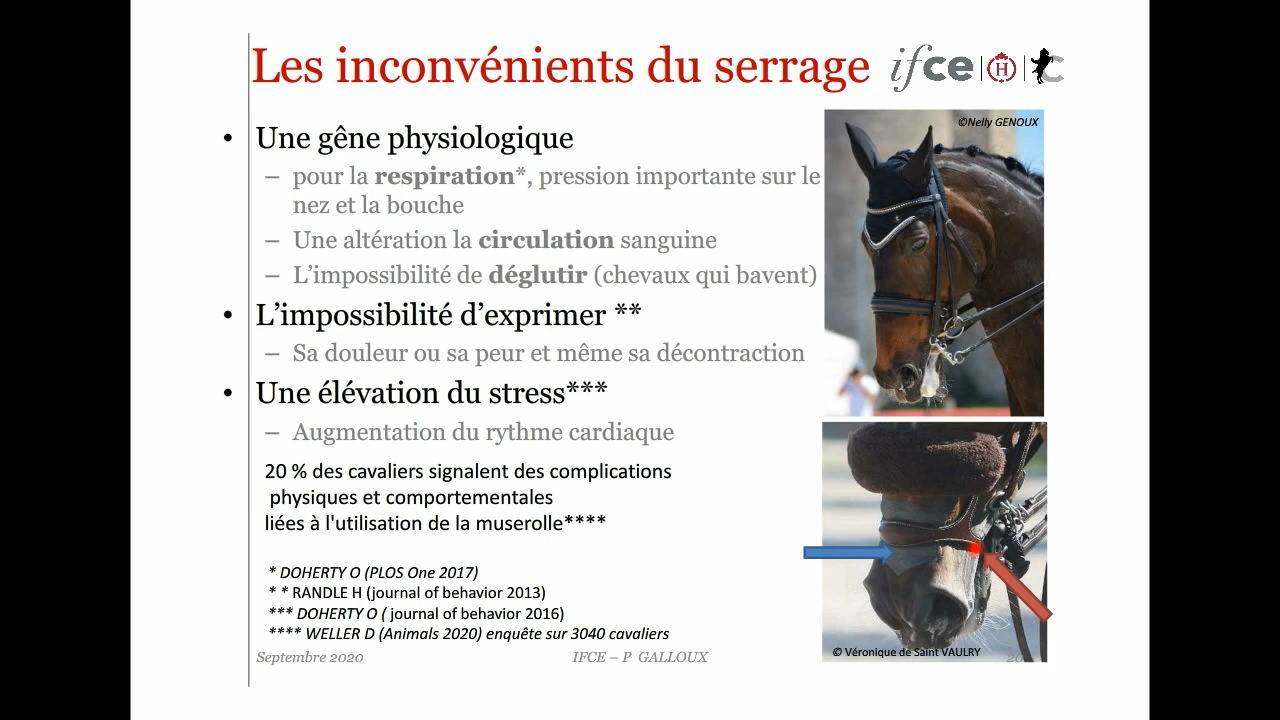 Les inconvénients du serrage
ifce | H | C
©Nelly GENOUX
• Une gêne physiologique
– pour la respiration*, pression importante sur le
nez et la bouche
– Une altération la circulation sanguine
– L'impossibilité de déglutir (chevaux qui bavent)
• L'impossibilité d'exprimer **
– Sa douleur ou sa peur et même sa décontraction
• Une élévation du stress***
– Augmentation du rythme cardiaque
20 % des cavaliers signalent des complications
physiques et comportementales
liées à l'utilisation de la muserolle****
* DOHERTY O (PLOS One 2017)
* * RANDLE H (journal of behavior 2013)
*** DOHERTY O ( journal of behavior 2016)
**** WELLER D (Animals 2020) enquête sur 3040 cavaliers
© Véronique de Saint VAULRY
Septembre 2020
IFCE – P GALLOUX